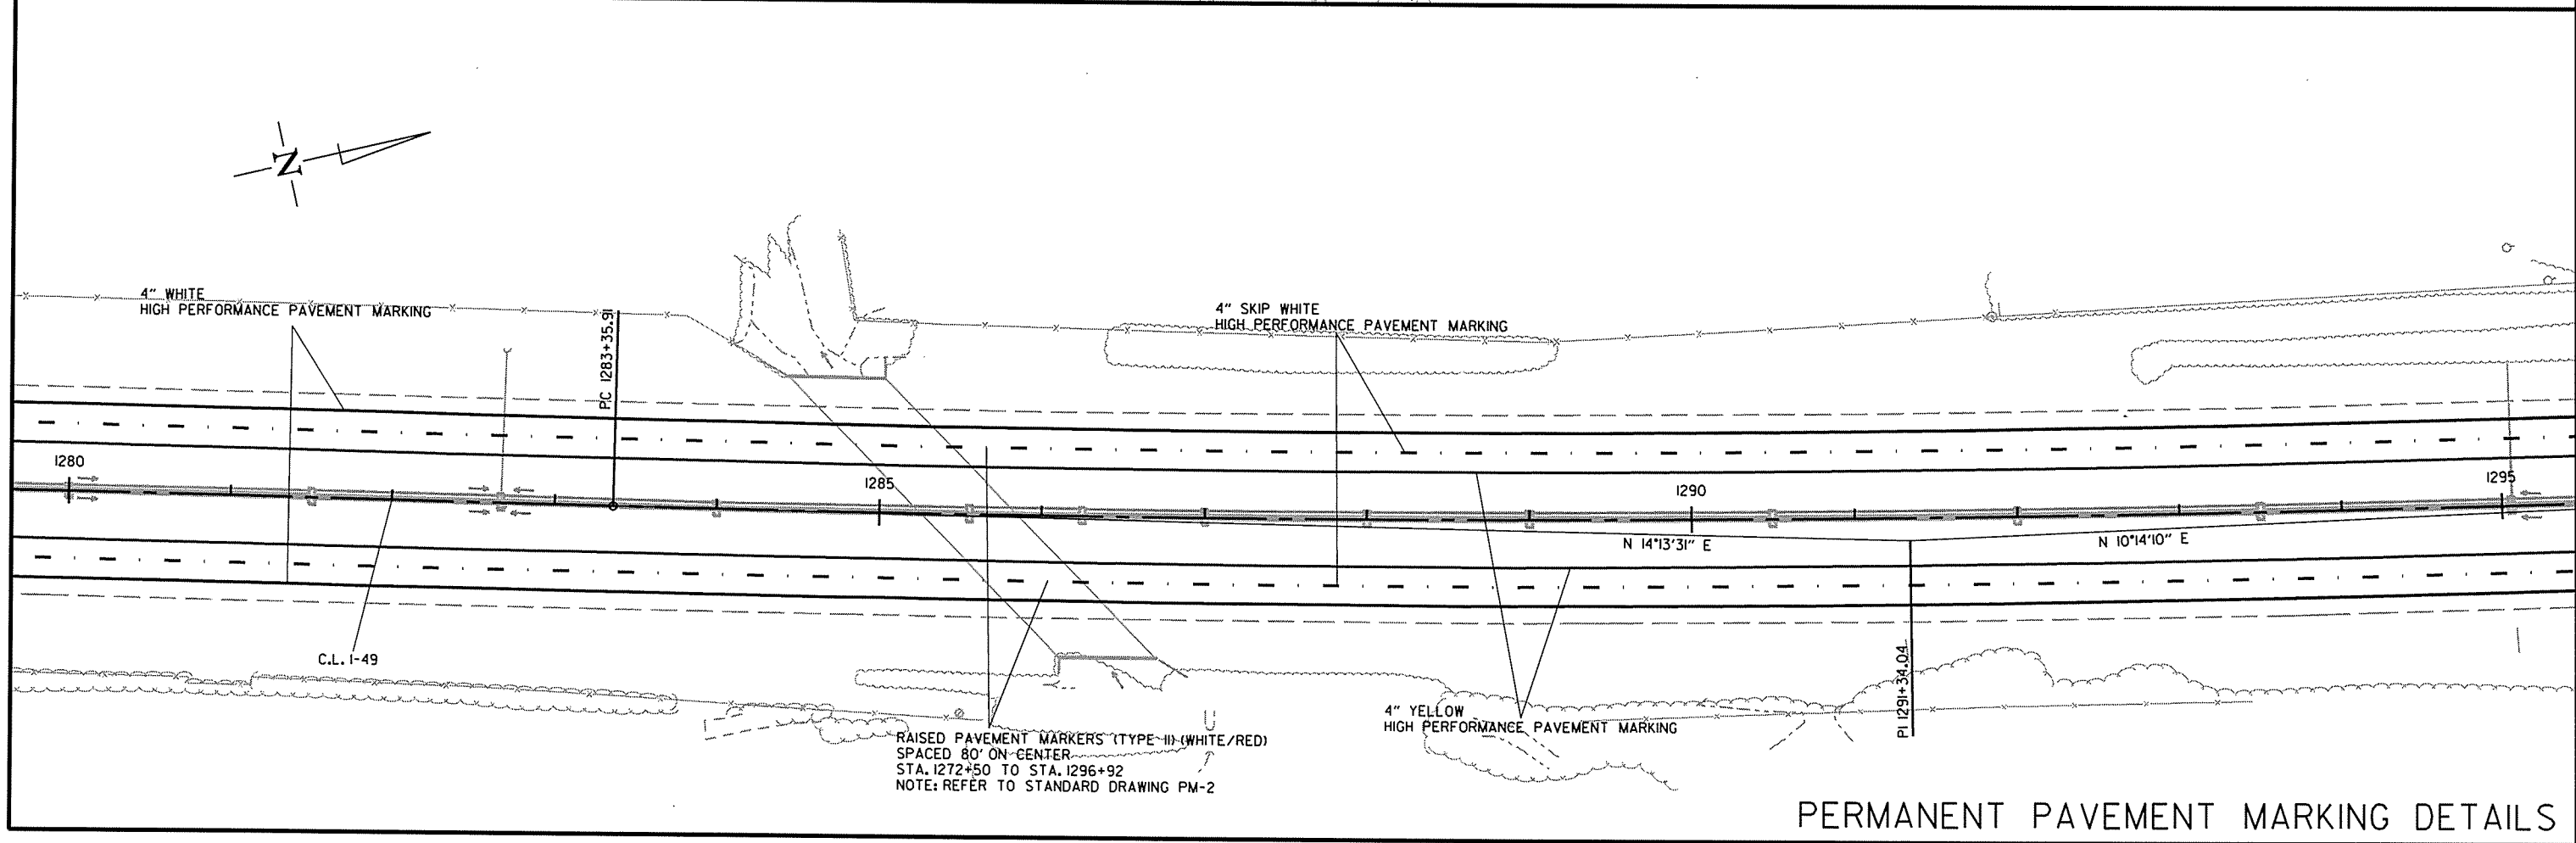 N
4" WHITE
HIGH PERFORMANCE PAVEMENT MARKING
PC 1283+35.91
4" SKIP WHITE
HIGH PERFORMANCE PAVEMENT MARKING
1280
1285
1290
1295
N 14°13'31" E
N 10°14'10" E
C.L. I-49
PI 1291+34.04
RAISED PAVEMENT MARKERS (TYPE II) (WHITE/RED)
SPACED 80' ON CENTER
STA. 1272+50 TO STA. 1296+92
NOTE: REFER TO STANDARD DRAWING PM-2
4" YELLOW
HIGH PERFORMANCE PAVEMENT MARKING
PERMANENT PAVEMENT MARKING DETAILS